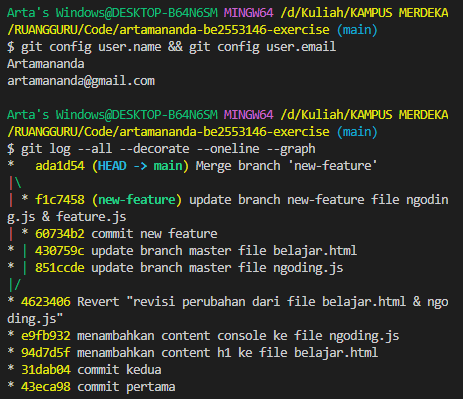 Arta's Windows@DESKTOP-B64N6SM MINGW64 /d/Kuliah/KAMPUS MERDEKA
/RUANGGURU/Code/artamananda-be2553146-exercise (main)
$ git config user.name && git config user.email
Artamananda
artamananda@gmail.com

Arta's Windows@DESKTOP-B64N6SM MINGW64 /d/Kuliah/KAMPUS MERDEKA
/RUANGGURU/Code/artamananda-be2553146-exercise (main)
$ git log --all --decorate --oneline --graph
*   ada1d54 (HEAD -> main) Merge branch 'new-feature'
|\
| * f1c7458 (new-feature) update branch new-feature file ngodin
g.js & feature.js
| * 60734b2 commit new feature
* | 430759c update branch master file belajar.html
* | 851ccde update branch master file ngoding.js
|/
* 4623406 Revert "revisi perubahan dari file belajar.html & ngo
ding.js"
* e9fb932 menambahkan content console ke file ngoding.js
* 94d7d5f menambahkan content h1 ke file belajar.html
* 31dab04 commit kedua
* 43eca98 commit pertama